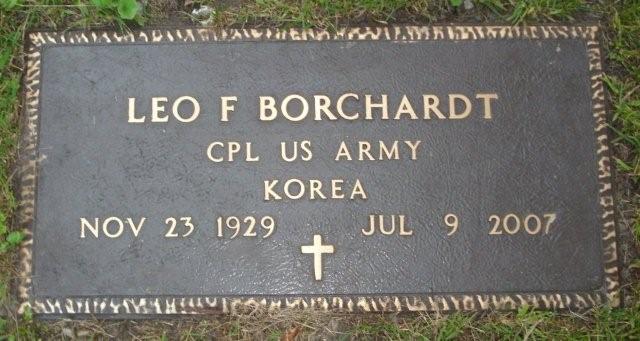 LEO F BORCHARDT
CPL US ARMY
KOREA
NOV 23 1929 JUL 9 2007